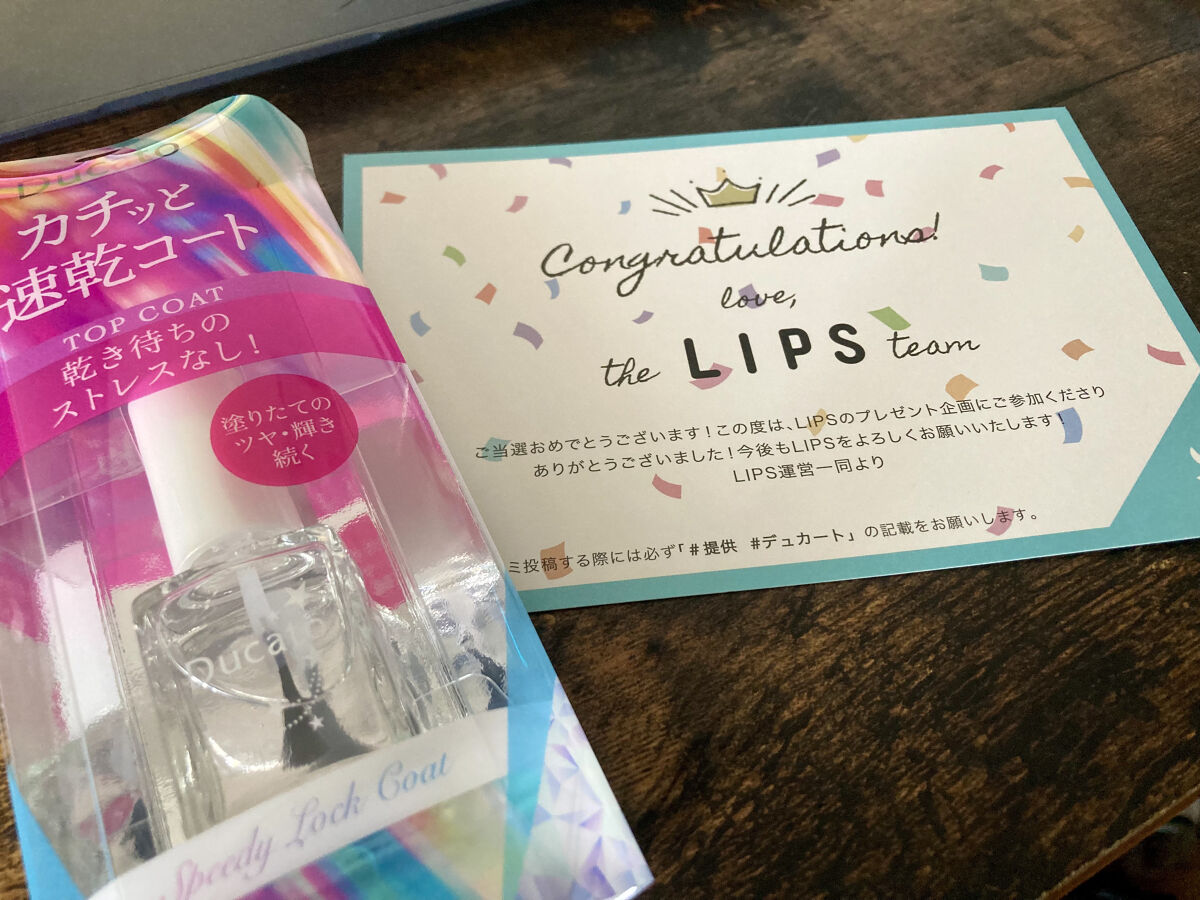 Ducato
カチッと
速乾コート
TOP COAT
乾き待ちの
ストレスなし!
塗りたての
ツヤ・輝き
続く
Ducato
Speedy Lock Coat
Congratulations!
love,
the LIPS team
ご当選おめでとうございます!この度は、LIPSのプレゼント企画にご参加くださり
ありがとうございました!今後もLIPSをよろしくお願いいたします!
LIPS運営一同より
ミ投稿する際には必ず「#提供 #デュカート」の記載をお願いします。